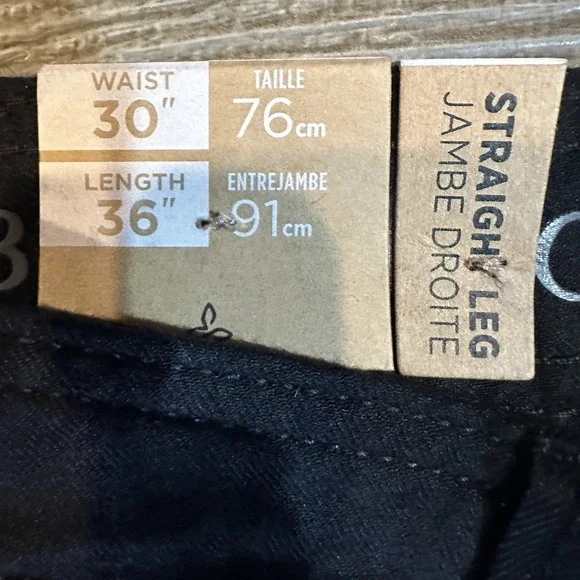 WAIST
30"
TAILLE
76cm
LENGTH
36"
ENTREJAMBE
91cm
STRAIGHT LEG
JAMBE DROITE